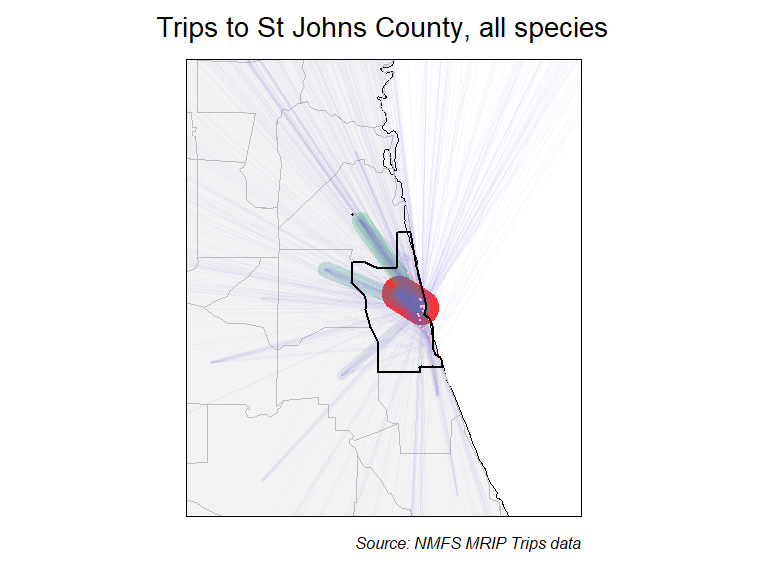 Trips to St Johns County, all species
Source: NMFS MRIP Trips data